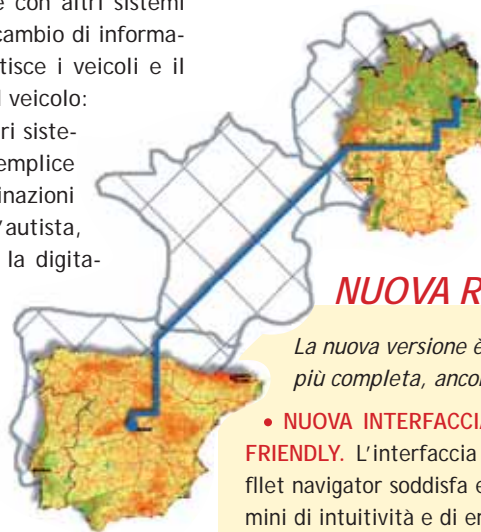 e con altri sistemi
cambio di informa-
tisce i veicoli e il
l veicolo:
ri siste-
emplice
inazioni
'autista,
la digita-
NUOVA R
La nuova versione è
più completa, ancor
• NUOVA INTERFACCIA
FRIENDLY. L'interfaccia
fllet navigator soddisfa e
mini di intuitività e di er